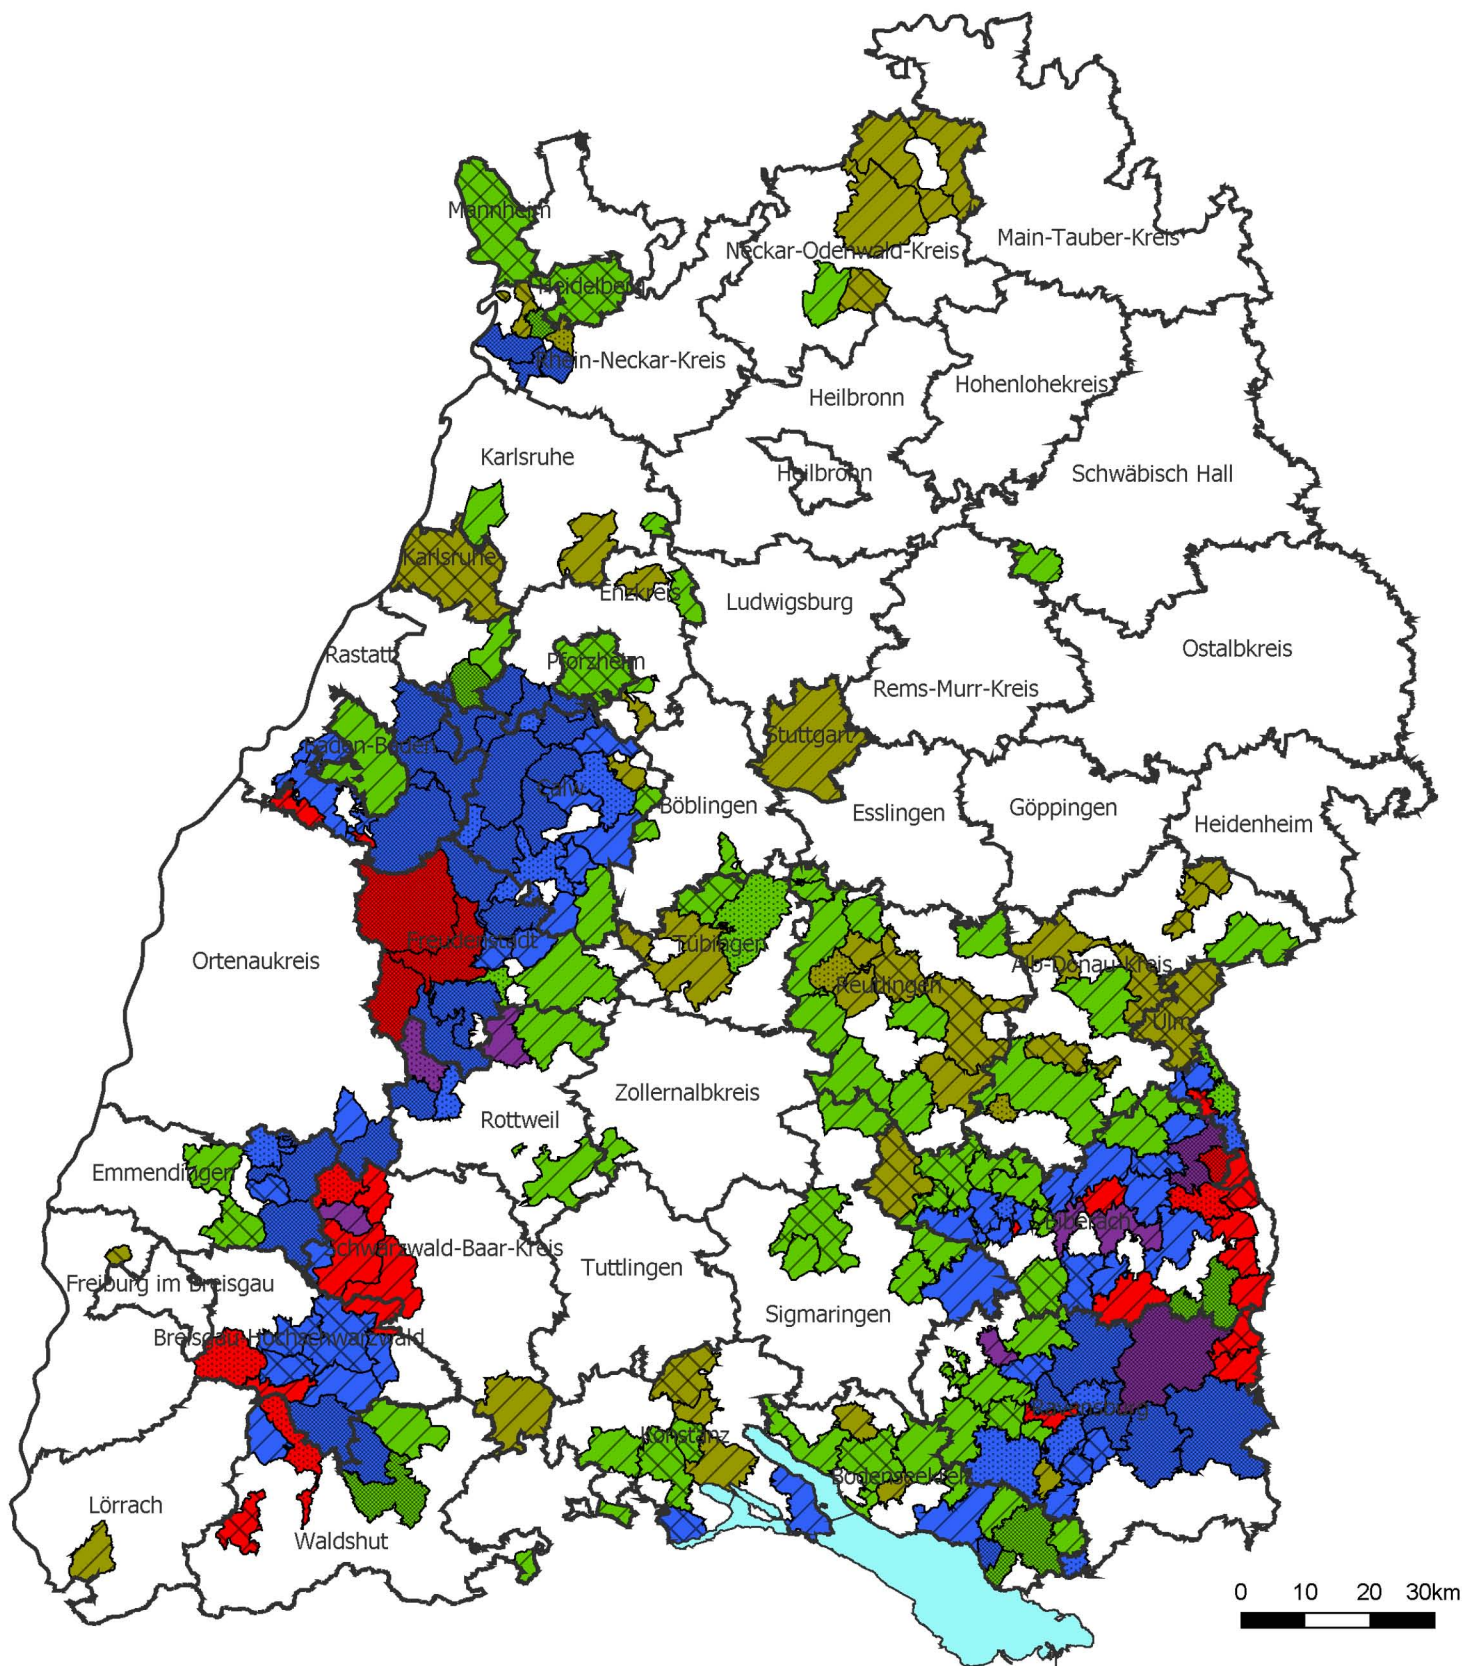 Mannheim
Main-Tauber-Kreis
Neckar-Odenwald-Kreis
Heidelberg
Rhein-Neckar-Kreis
Hohenlohekreis
Heilbronn
Karlsruhe
Heilbronn
Schwäbisch Hall
Karlsruhe
Enzkreis
Ludwigsburg
Ostalbkreis
Rastatt
Pforzheim
Rems-Murr-Kreis
Stuttgart
Baden-Baden
Calw
Böblingen
Esslingen
Göppingen
Heidenheim
Freudenstadt
Tübingen
Ortenaukreis
Alb-Donau-Kreis
Reutlingen
Ulm
Zollernalbkreis
Rottweil
Emmendingen
Biberach
Schwarzwald-Baar-Kreis
Tuttlingen
Freiburg im Breisgau
Sigmaringen
Breisgau-Hochschwarzwald
Ravensburg
Konstanz
Bodenseekreis
Lörrach
Waldshut
0 10 20 30km